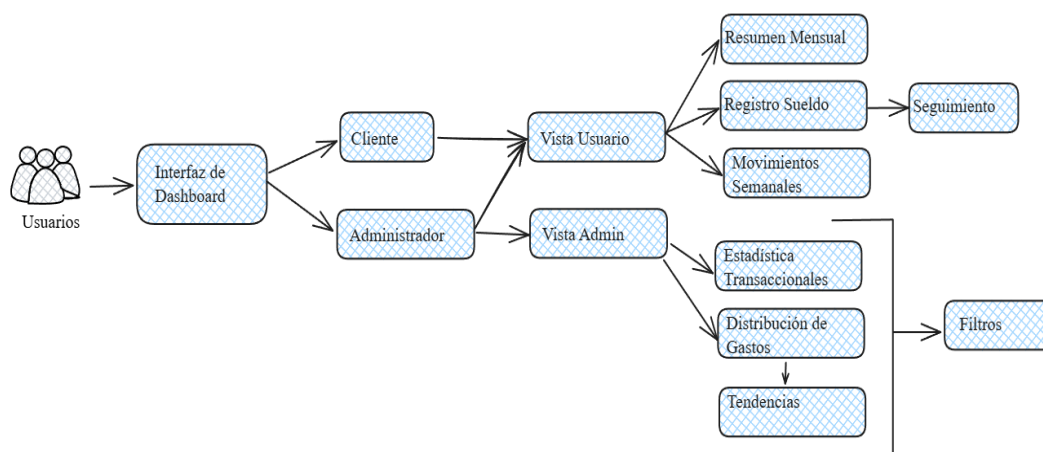 Resumen Mensual
Registro Sueldo
Seguimiento
Cliente
Vista Usuario
Movimientos
Semanales
Interfaz de
Dashboard
Usuarios
Administrador
Vista Admin
Estadística
Transaccionales
Distribución de
Gastos
Filtros
Tendencias